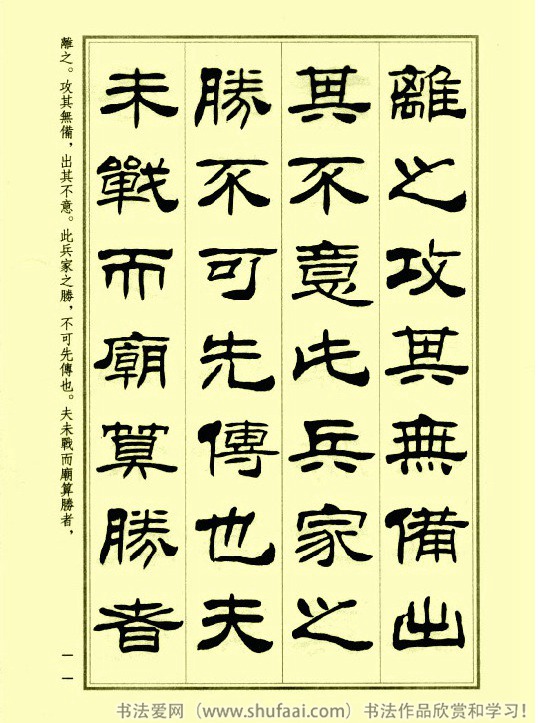 離之攻其無備出
其不意此兵家之
勝不可先傳也夫
未戰而廟算勝者
離之。攻其無備，出其不意。此兵家之勝，不可先傳也。夫未戰而廟算勝者，
一一
书法爱网（www.shufaai.com！书法作品欣赏和学习！